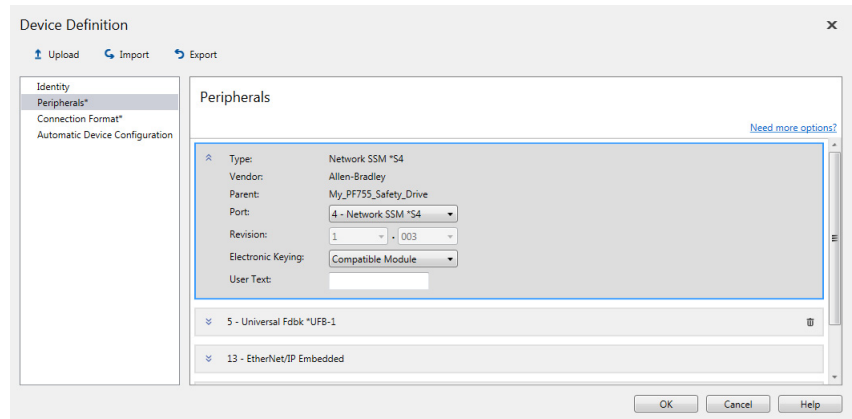 Device Definition
Upload Import Export
Identity
Peripherals*
Connection Format*
Automatic Device Configuration
Peripherals
Need more options?
Type: Network SSM *S4
Vendor: Allen-Bradley
Parent: My_PF755_Safety_Drive
Port: 4 - Network SSM *S4
Revision: 1 . 003
Electronic Keying: Compatible Module
User Text:
5 - Universal Fdbk *UFB-1
13 - EtherNet/IP Embedded
OK Cancel Help